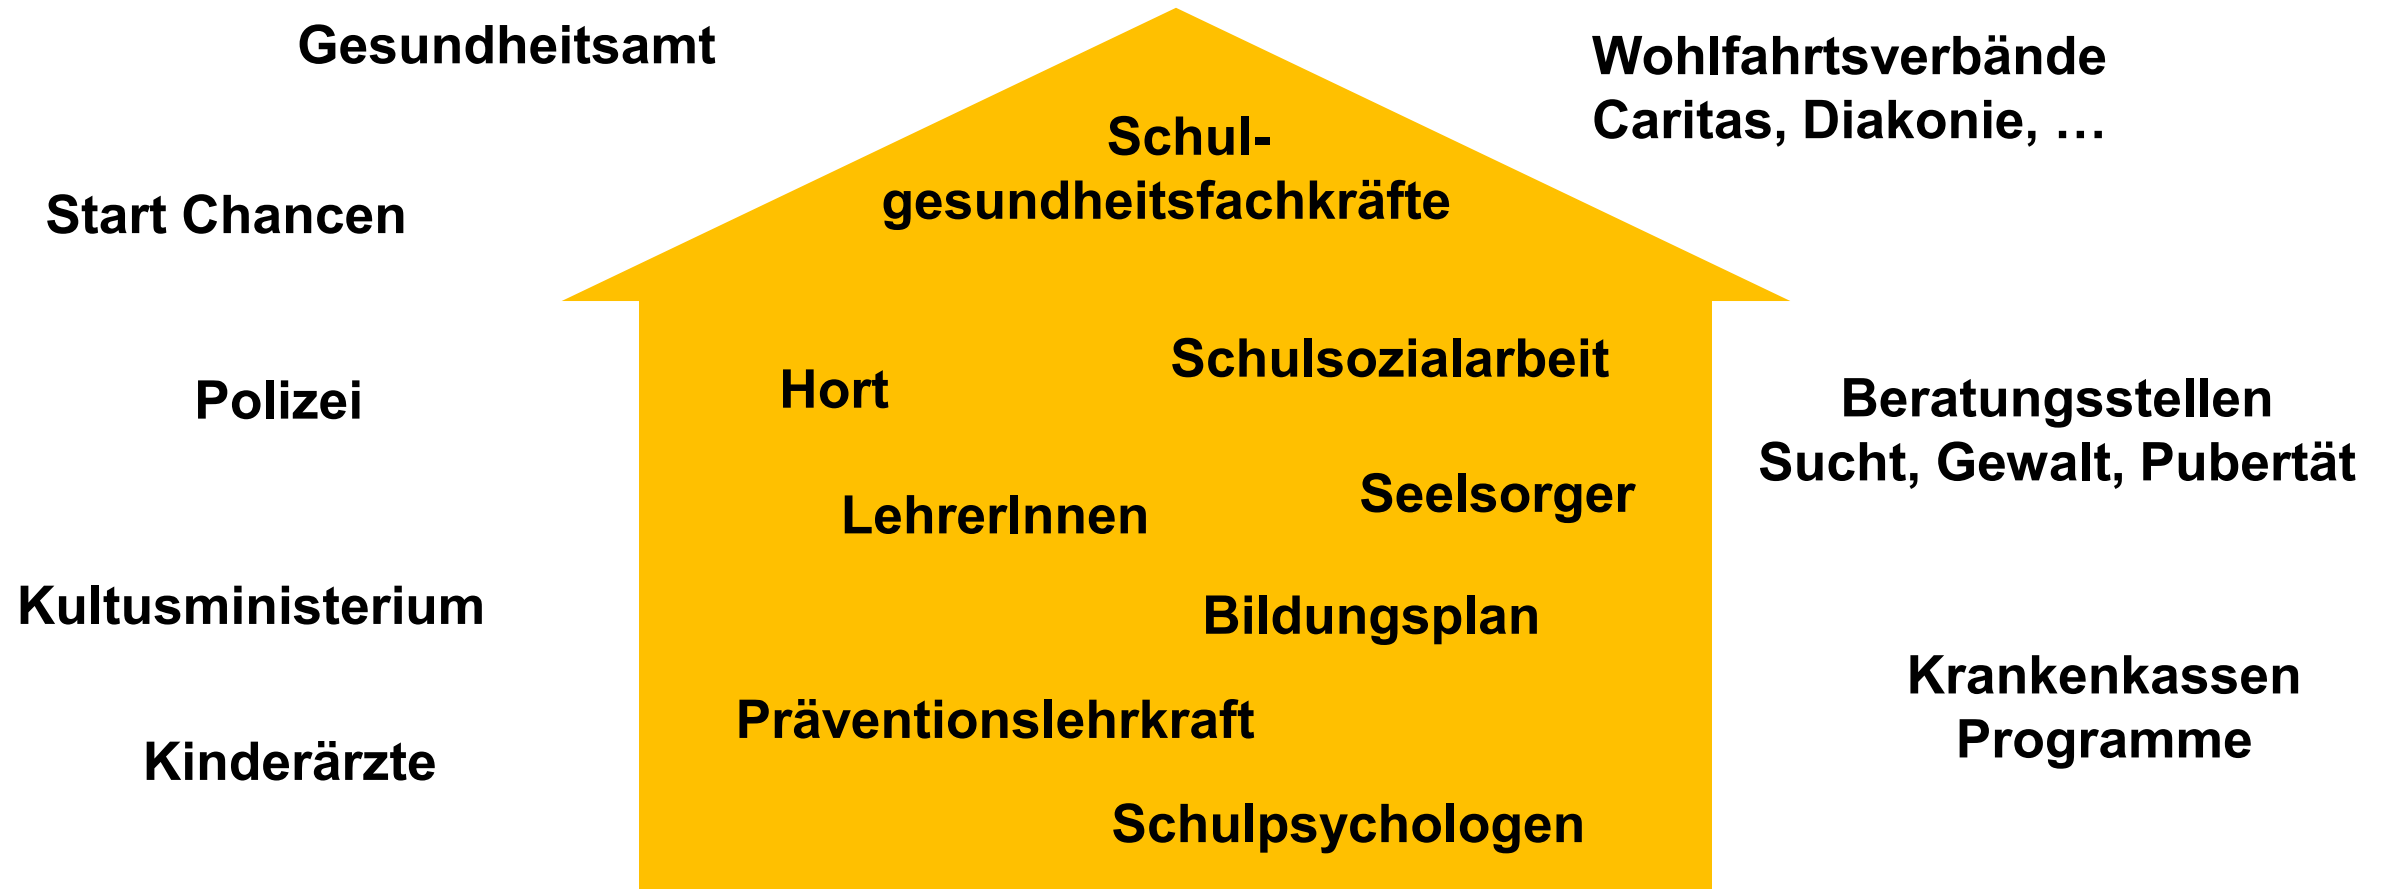 Gesundheitsamt
Wohlfahrtsverbände
Caritas, Diakonie, …
Schul-
gesundheitsfachkräfte
Start Chancen
Hort
Schulsozialarbeit
Polizei
Beratungsstellen
Sucht, Gewalt, Pubertät
LehrerInnen
Seelsorger
Kultusministerium
Bildungsplan
Krankenkassen
Programme
Präventionslehrkraft
Kinderärzte
Schulpsychologen